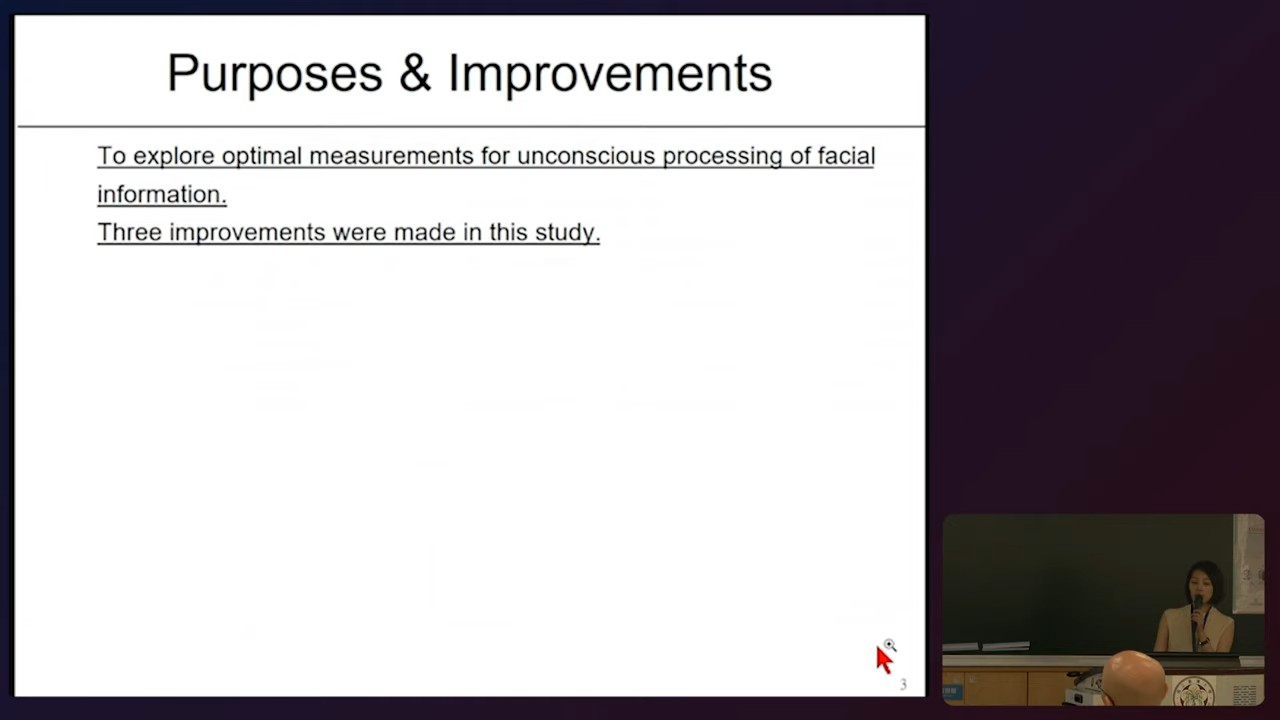 Purposes & Improvements
To explore optimal measurements for unconscious processing of facial
information.
Three improvements were made in this study.
3